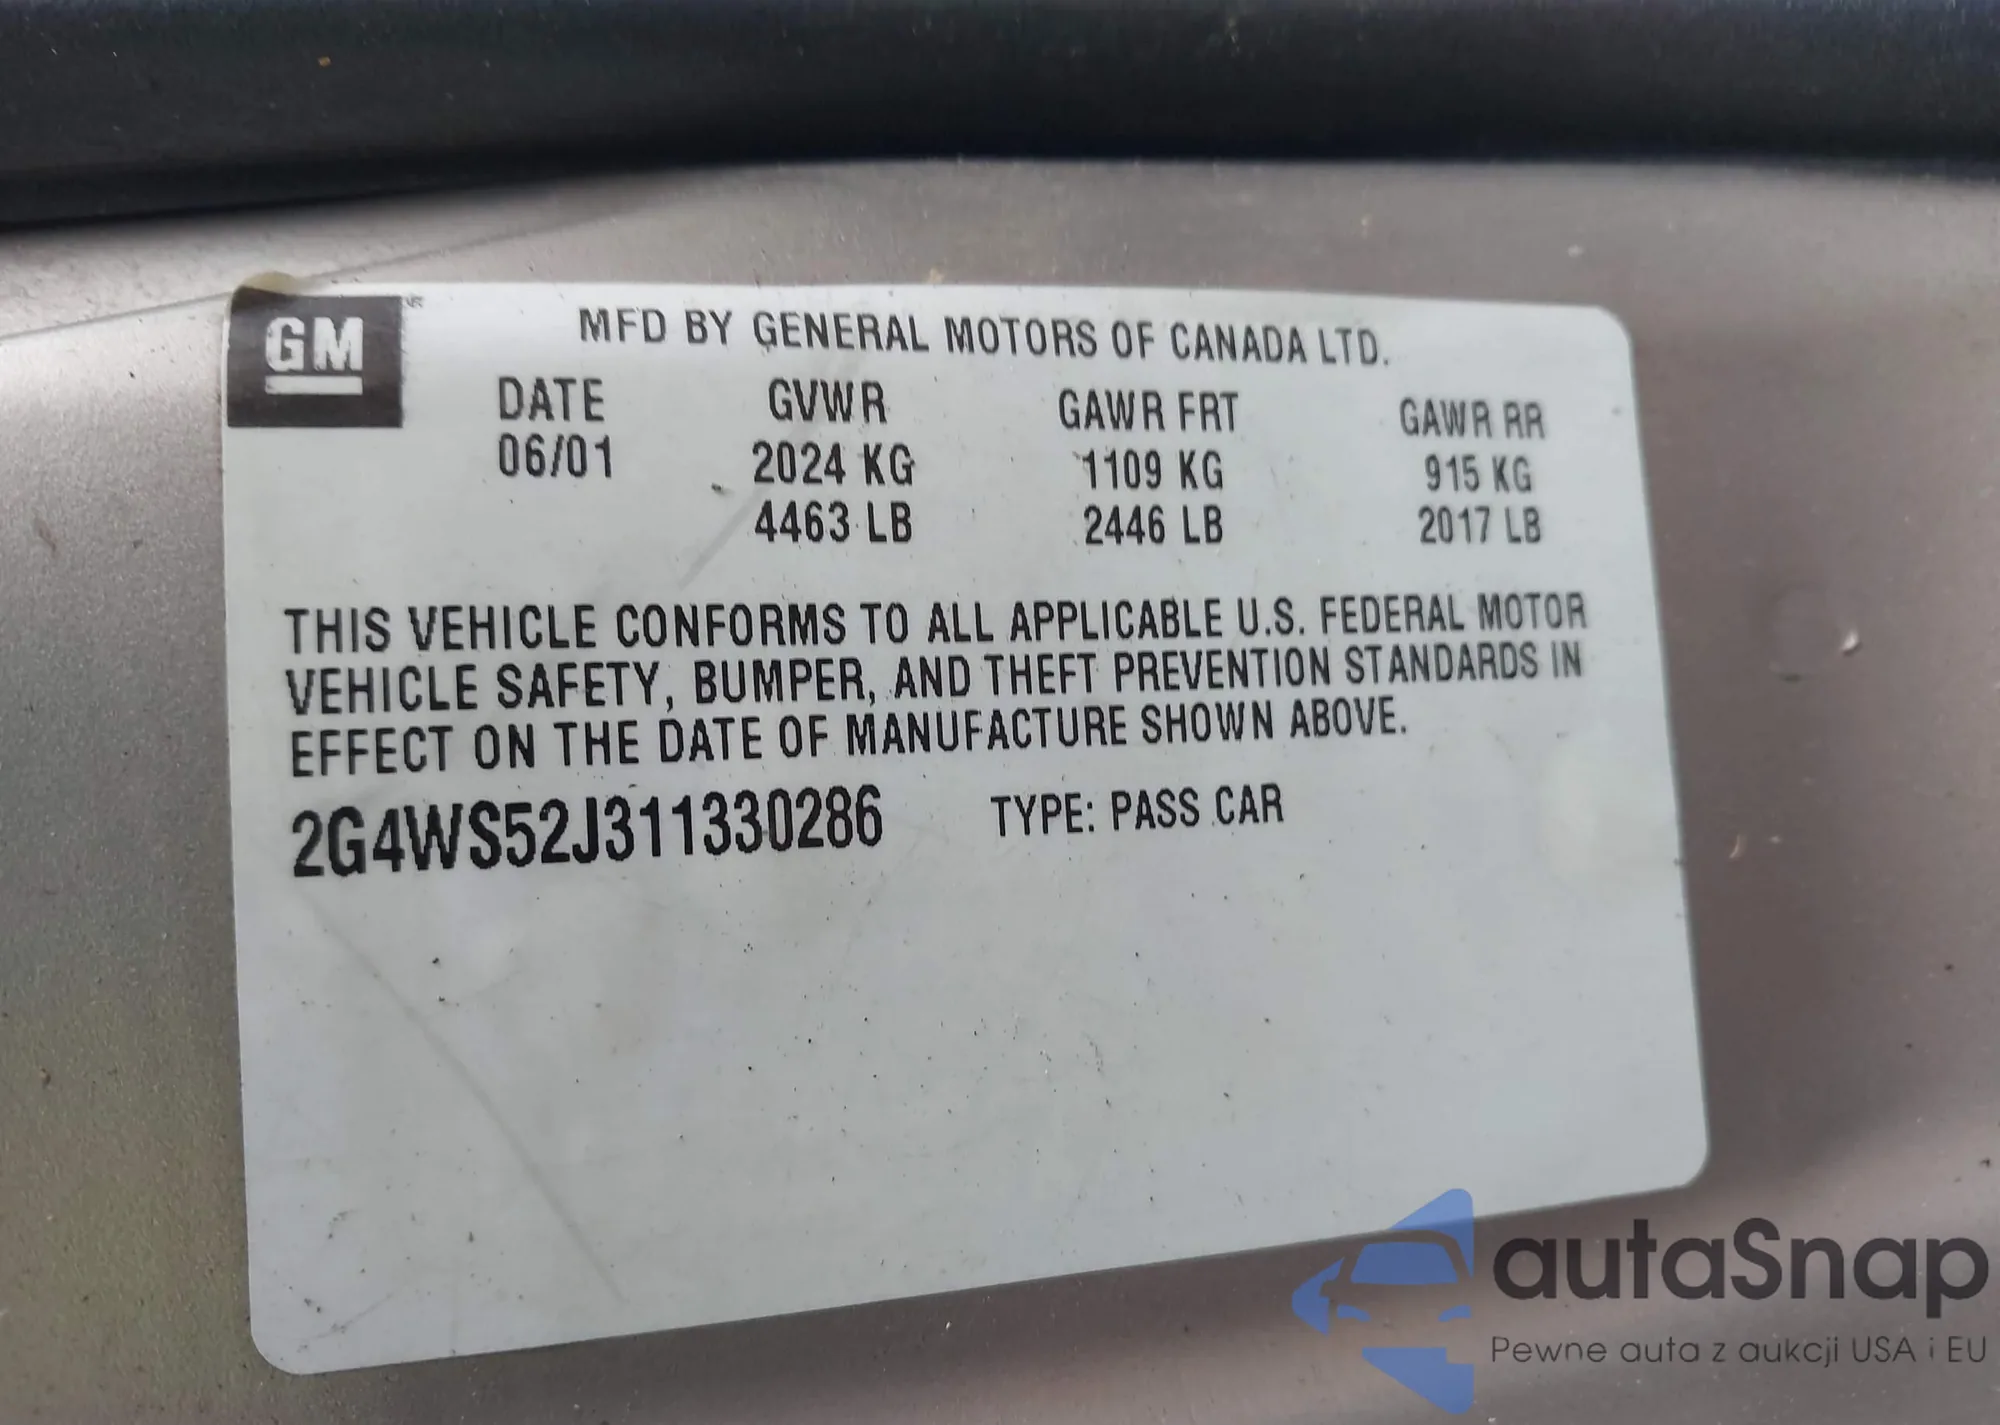 GM
MFD BY GENERAL MOTORS OF CANADA LTD.
DATE GVWR GAWR FRT GAWR RR
06/01 2024 KG 1109 KG 915 KG
4463 LB 2446 LB 2017 LB
THIS VEHICLE CONFORMS TO ALL APPLICABLE U.S. FEDERAL MOTOR
VEHICLE SAFETY, BUMPER, AND THEFT PREVENTION STANDARDS IN
EFFECT ON THE DATE OF MANUFACTURE SHOWN ABOVE.
2G4WS52J311330286 TYPE: PASS CAR
autaSnap
Pewne auta z aukcji USA i EU